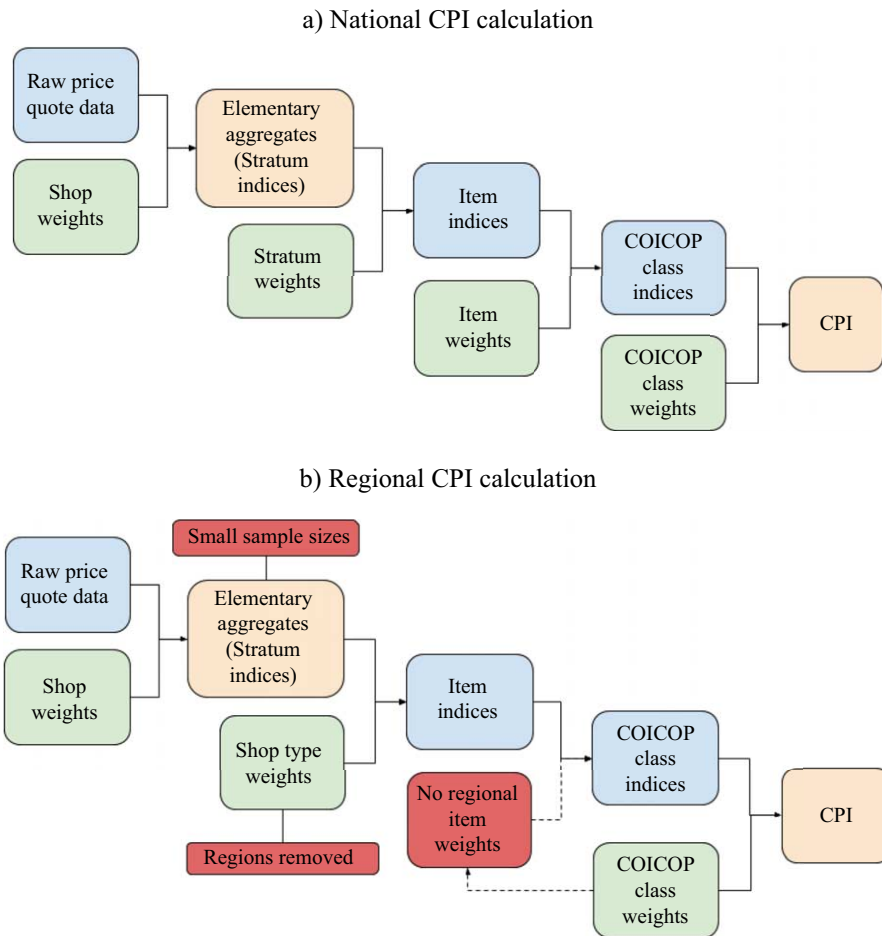 a) National CPI calculation
Raw price
quote data
Shop
weights
Elementary
aggregates
(Stratum
indices)
Stratum
weights
Item
indices
Item
weights
COICOP
class
indices
COICOP
class
weights
CPI
b) Regional CPI calculation
Small sample sizes
Raw price
quote data
Shop
weights
Elementary
aggregates
(Stratum
indices)
Shop type
weights
Regions removed
Item
indices
No regional
item
weights
COICOP
class
indices
COICOP
class
weights
CPI